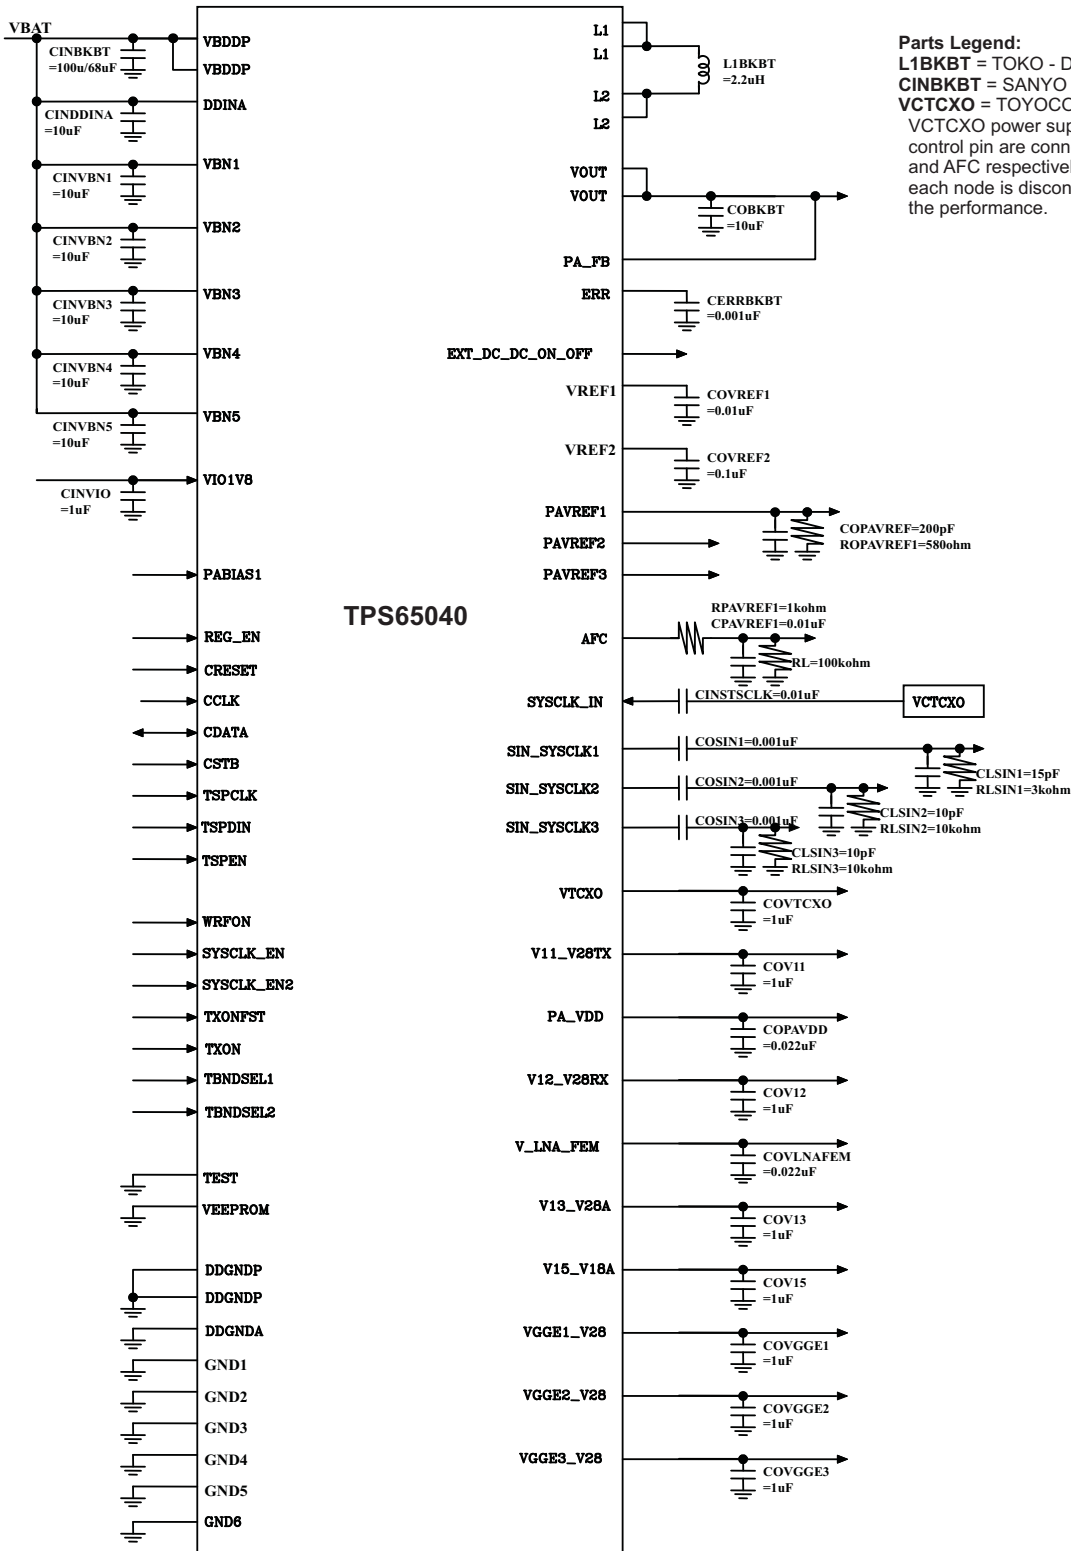 VBAT
CINBKBT
=100u/68uF
VBDDP
VBDDP
CINDDINA
=10uF
DDINA
CINVBN1
=10uF
VBN1
CINVBN2
=10uF
VBN2
CINVBN3
=10uF
VBN3
CINVBN4
=10uF
VBN4
CINVBN5
=10uF
VBN5
CINVIO
=1uF
VIO1V8
PABIAS1
REG_EN
CRESET
CCLK
CDATA
CSTB
TSPCLK
TSPDIN
TSPEN
WRFON
SYSCLK_EN
SYSCLK_EN2
TXONFST
TXON
TBNDSEL1
TBNDSEL2
TEST
VEEPROM
DDGNDP
DDGNDP
DDGNDA
GND1
GND2
GND3
GND4
GND5
GND6
TPS65040
L1
L1
L1BKBT
=2.2uH
L2
L2
VOUT
VOUT
COBKBT
=10uF
PA_FB
ERR
CERRBKBT
=0.001uF
EXT_DC_DC_ON_OFF
VREF1
COVREF1
=0.01uF
VREF2
COVREF2
=0.1uF
PAVREF1
COPAVREF=200pF
ROPAVREF1=580ohm
PAVREF2
PAVREF3
RPAVREF1=1kohm
CPAVREF1=0.01uF
AFC
RL=100kohm
SYSCLK_IN
CINSTSCLK=0.01uF
VCTCXO
SIN_SYSCLK1
COSIN1=0.001uF
CLSIN1=15pF
RLSIN1=3kohm
SIN_SYSCLK2
COSIN2=0.001uF
CLSIN2=10pF
RLSIN2=10kohm
SIN_SYSCLK3
COSIN3=0.001uF
CLSIN3=10pF
RLSIN3=10kohm
VTCXO
COVTCXO
=1uF
V11_V28TX
COV11
=1uF
PA_VDD
COPAVDD
=0.022uF
V12_V28RX
COV12
=1uF
V_LNA_FEM
COVLNAFEM
=0.022uF
V13_V28A
COV13
=1uF
V15_V18A
COV15
=1uF
VGGE1_V28
COVGGE1
=1uF
VGGE2_V28
COVGGE2
=1uF
VGGE3_V28
COVGGE3
=1uF
Parts Legend:
L1BKBT = TOKO - D
CINBKBT = SANYO
VCTCXO = TOYOCO
VCTCXO power sup
control pin are conn
and AFC respectivel
each node is discon
the performance.